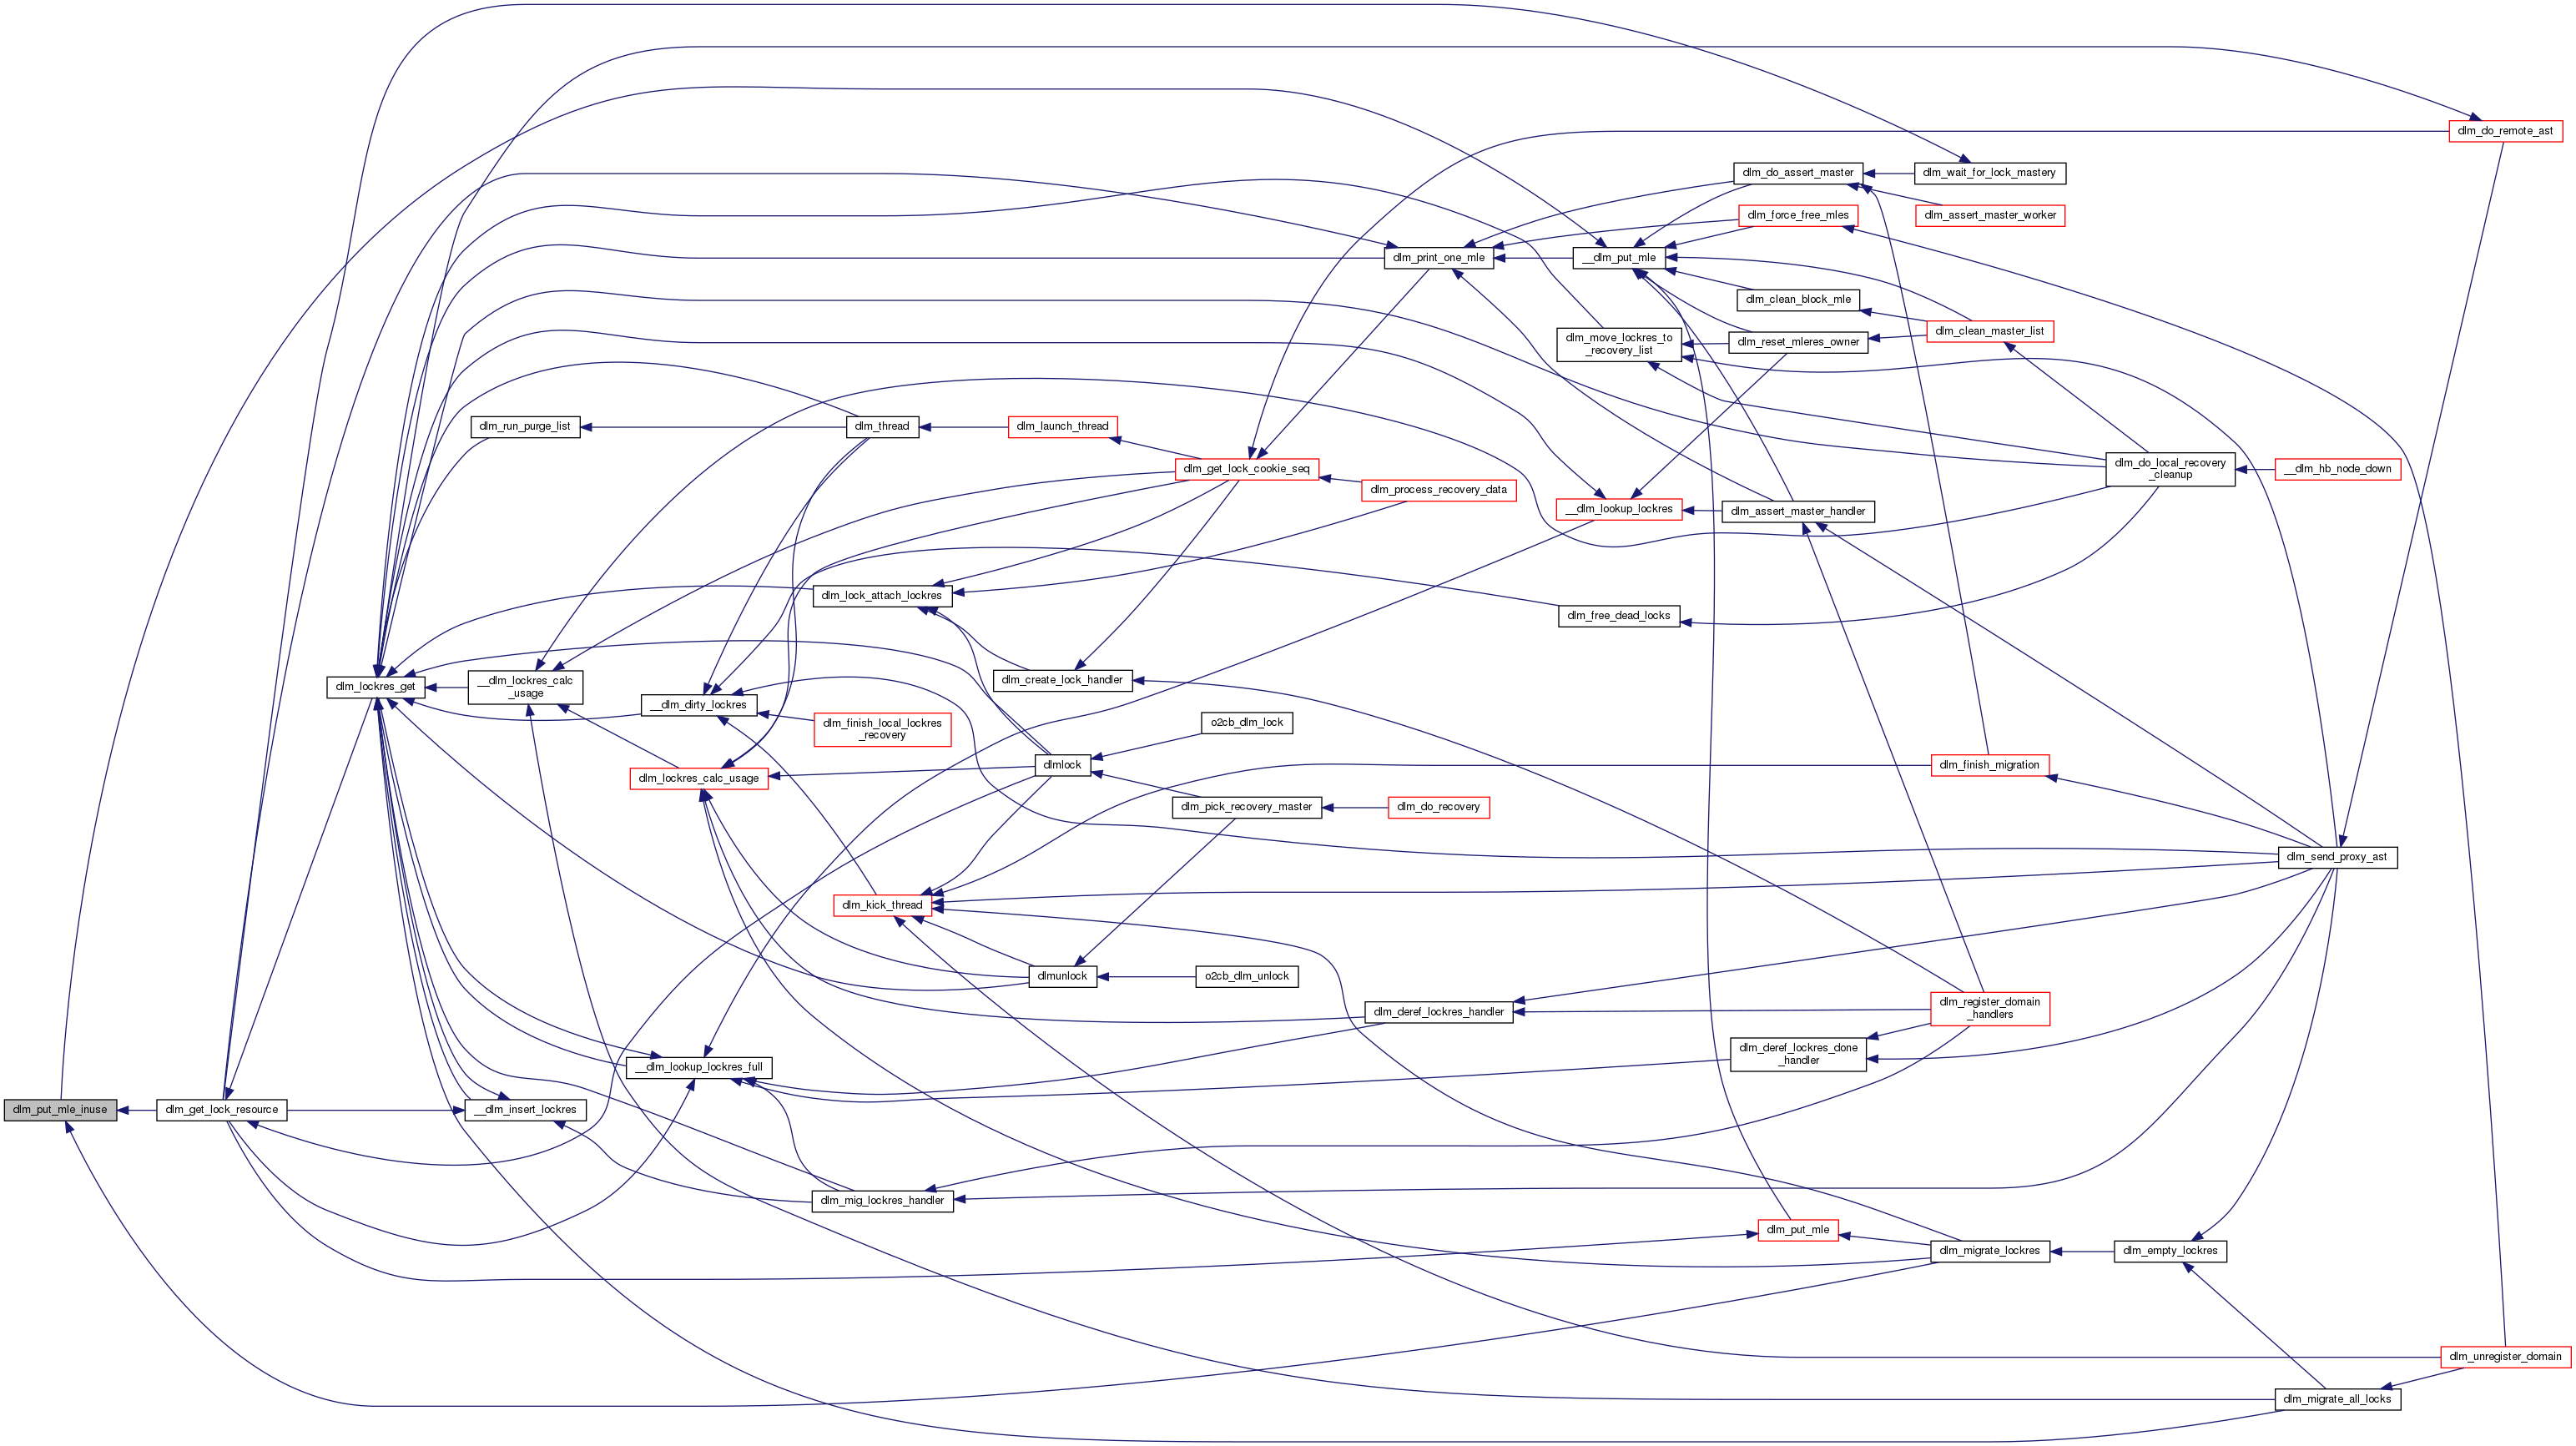 dlm_do_remote_ast
dlm_do_assert_master
dlm_wait_for_lock_mastery
dlm_force_free_mles
dlm_assert_master_worker
dlm_print_one_mle
__dlm_put_mle
dlm_clean_block_mle
dlm_clean_master_list
dlm_move_lockres_to
_recovery_list
dlm_reset_mleres_owner
dlm_run_purge_list
dlm_thread
dlm_launch_thread
dlm_get_lock_cookie_seq
dlm_do_local_recovery
_cleanup
__dlm_hb_node_down
dlm_process_recovery_data
__dlm_lookup_lockres
dlm_assert_master_handler
dlm_lock_attach_lockres
dlm_free_dead_locks
dlm_lockres_get
__dlm_lockres_calc
_usage
dlm_create_lock_handler
__dlm_dirty_lockres
dlm_finish_local_lockres
_recovery
o2cb_dlm_lock
dlm_lockres_calc_usage
dlmlock
dlm_finish_migration
dlm_pick_recovery_master
dlm_do_recovery
dlm_send_proxy_ast
dlm_kick_thread
dlmunlock
o2cb_dlm_unlock
dlm_deref_lockres_handler
dlm_register_domain
_handlers
dlm_deref_lockres_done
_handler
__dlm_lookup_lockres_full
dlm_put_mle_inuse
dlm_get_lock_resource
__dlm_insert_lockres
dlm_mig_lockres_handler
dlm_put_mle
dlm_migrate_lockres
dlm_empty_lockres
dlm_unregister_domain
dlm_migrate_all_locks